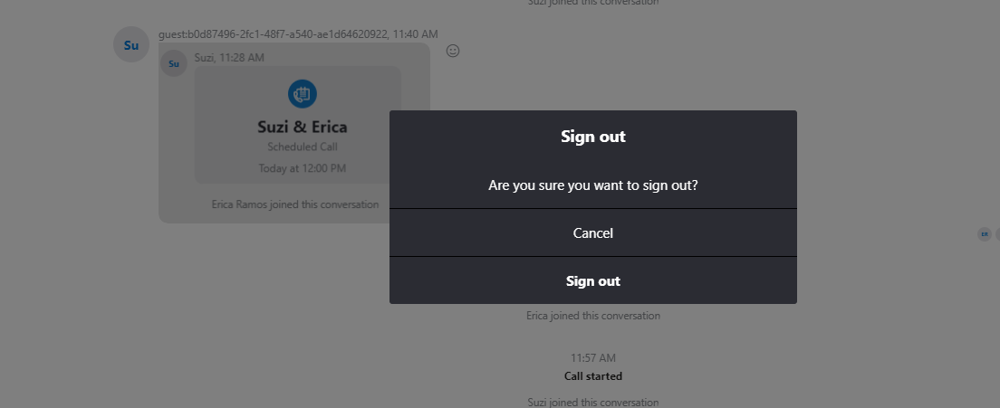 Suzi joined this conversation
guest:b0d87496-2fc1-48f7-a540-ae1d64620922, 11:40 AM
Su
Suzi, 11:28 AM
Su
Suzi & Erica
Scheduled Call
Today at 12:00 PM
Erica Ramos joined this conversation
Sign out
Are you sure you want to sign out?
Cancel
ER
Sign out
Erica joined this conversation
11:57 AM
Call started
Suzi joined this conversation